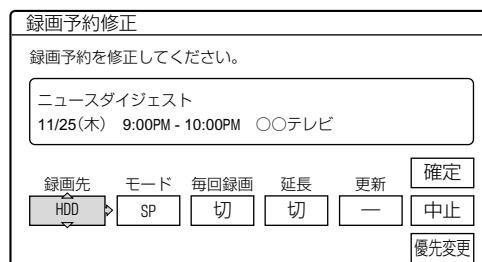 録画予約修正
録画予約を修正してください。
ニュースダイジェスト
11/25(木) 9:00PM - 10:00PM ○○テレビ
録画先 モード 毎回録画 延長 更新
HDD SP 切 切 ―
確定
中止
優先変更